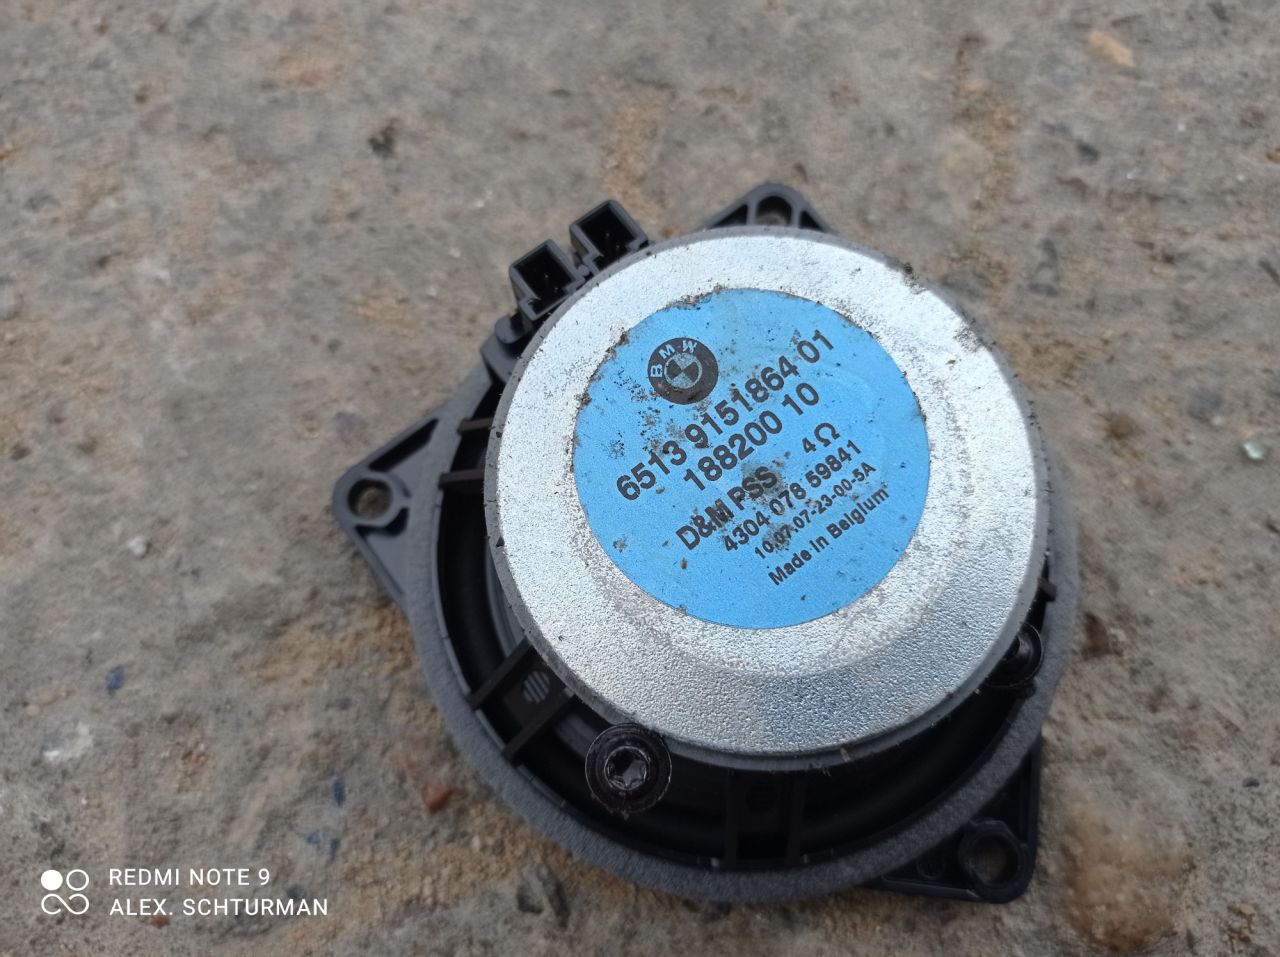 BMW
6513 9151864 01
188200 10
D&M PSS 4 Ω
4304 078 59841
10.07.07-23-00-5A
Made in Belgium
REDMI NOTE 9
ALEX. SCHTURMAN